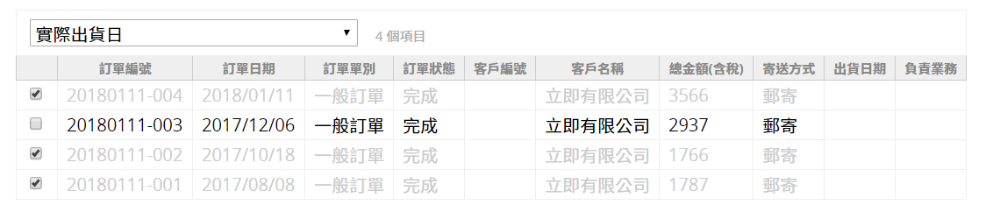 實際出貨日 4 個項目
訂單編號 訂單日期 訂單單別 訂單狀態 客戶編號 客戶名稱 總金額(含稅) 寄送方式 出貨日期 負責業務
20180111-004 2018/01/11 一般訂單 完成 立即有限公司 3566 郵寄
20180111-003 2017/12/06 一般訂單 完成 立即有限公司 2937 郵寄
20180111-002 2017/10/18 一般訂單 完成 立即有限公司 1766 郵寄
20180111-001 2017/08/08 一般訂單 完成 立即有限公司 1787 郵寄